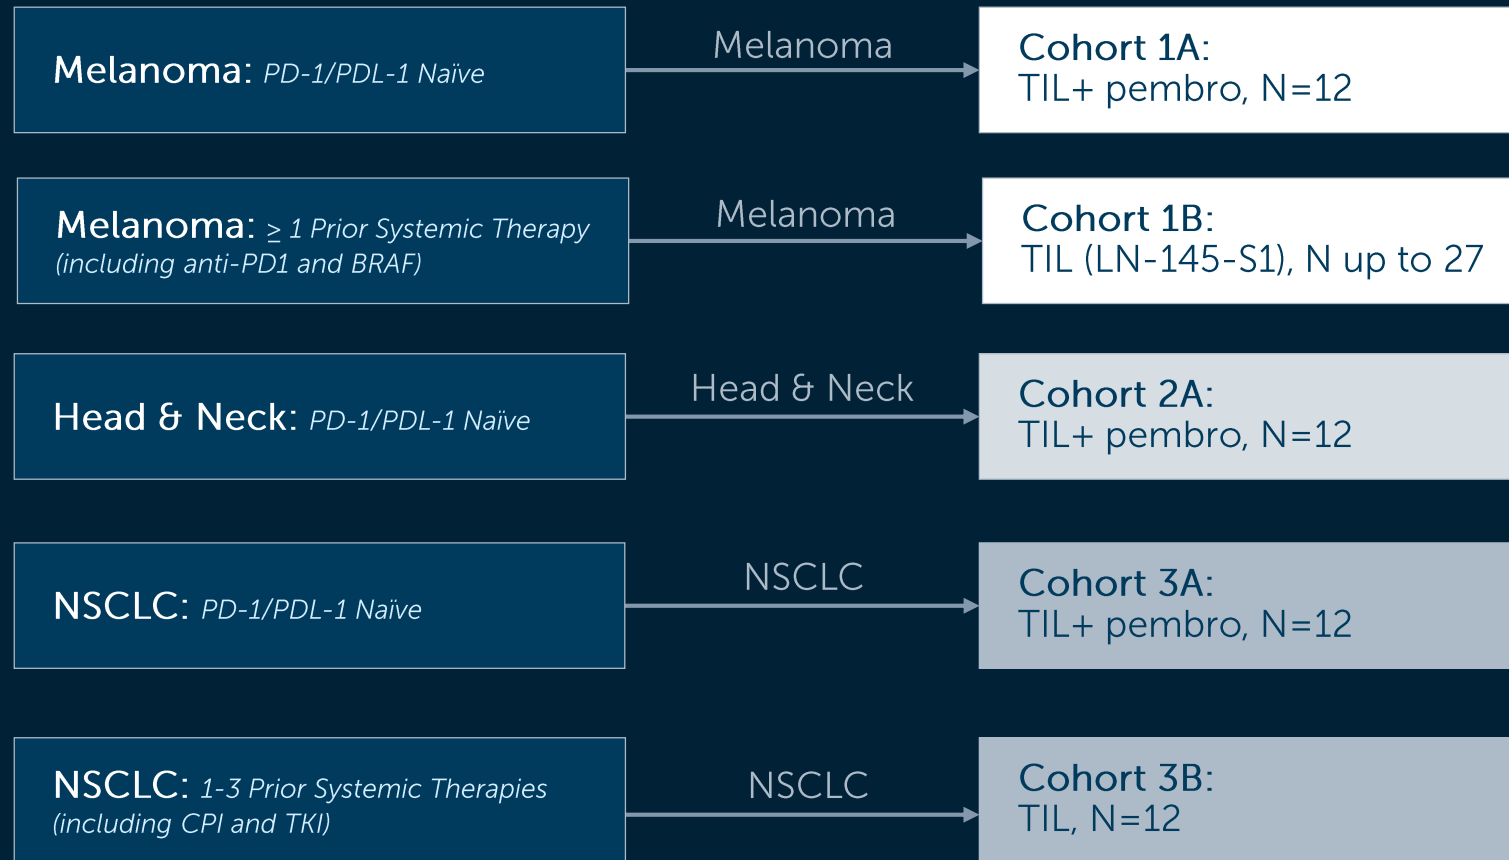 Melanoma: PD-1/PDL-1 Naïve
Melanoma
Cohort 1A:
TIL+ pembro, N=12
Melanoma: ≥ 1 Prior Systemic Therapy
(including anti-PD1 and BRAF)
Melanoma
Cohort 1B:
TIL (LN-145-S1), N up to 27
Head & Neck: PD-1/PDL-1 Naïve
Head & Neck
Cohort 2A:
TIL+ pembro, N=12
NSCLC: PD-1/PDL-1 Naïve
NSCLC
Cohort 3A:
TIL+ pembro, N=12
NSCLC: 1-3 Prior Systemic Therapies
(including CPI and TKI)
NSCLC
Cohort 3B:
TIL, N=12